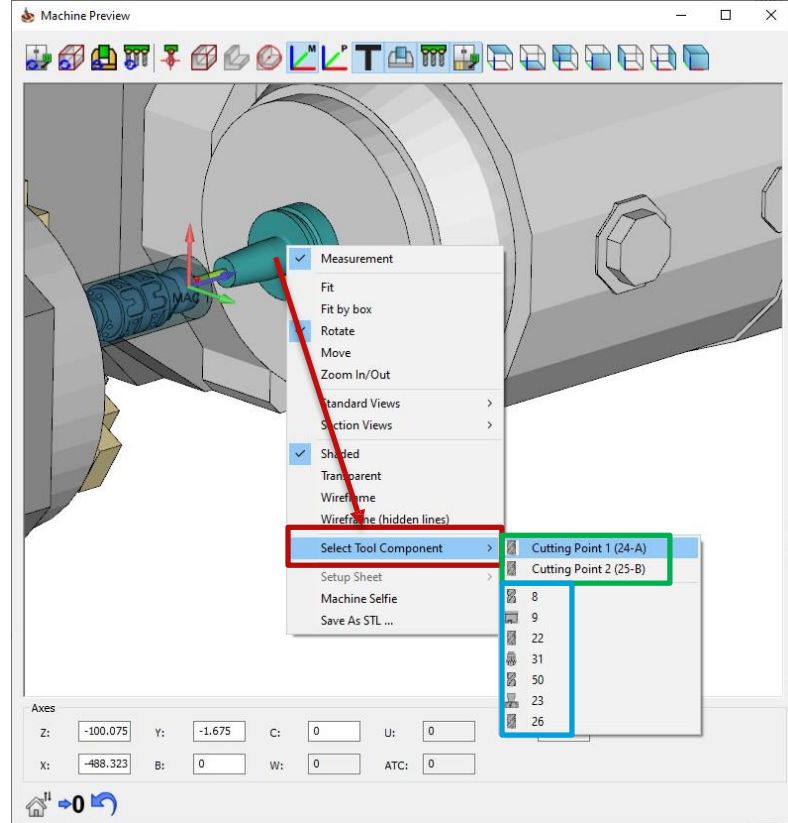 Machine Preview
M
P
T
MAC
Measurement
Fit
Fit by box
Rotate
Move
Zoom In/Out
Standard Views
Section Views
Shaded
Transparent
Wireframe
Wireframe (hidden lines)
Select Tool Component
Cutting Point 1 (24-A)
Cutting Point 2 (25-B)
Setup Sheet
Machine Selfie
Save As STL ...
8
9
22
31
50
23
26
Axes
Z: -100.075 Y: -1.675 C: 0 U: 0
X: -488.323 B: 0 W: 0 ATC: 0
0